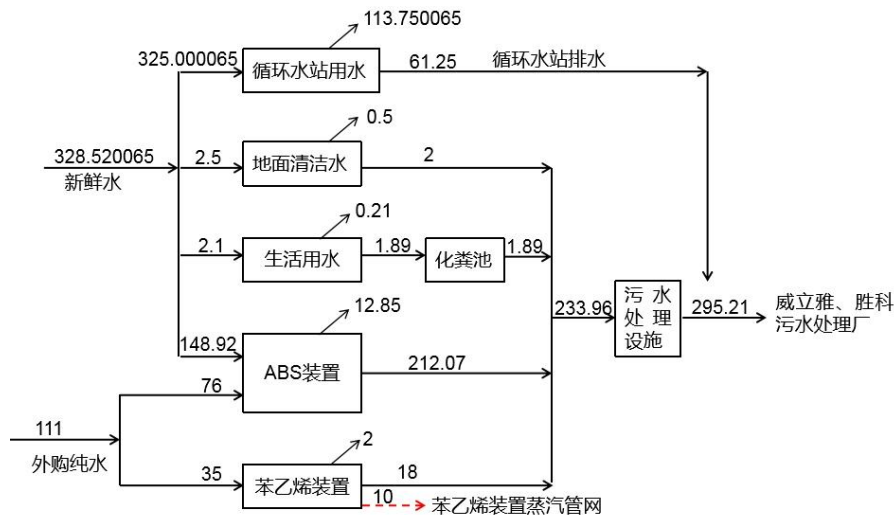 113.750065
325.000065
循环水站用水
61.25
循环水站排水
0.5
328.520065
新鲜水
2.5
地面清洁水
2
0.21
2.1
生活用水
1.89
化粪池
1.89
233.96
污水
处理
设施
295.21
威立雅、胜科
污水处理厂
12.85
148.92
ABS装置
212.07
76
111
外购纯水
2
35
苯乙烯装置
18
10
苯乙烯装置蒸汽管网